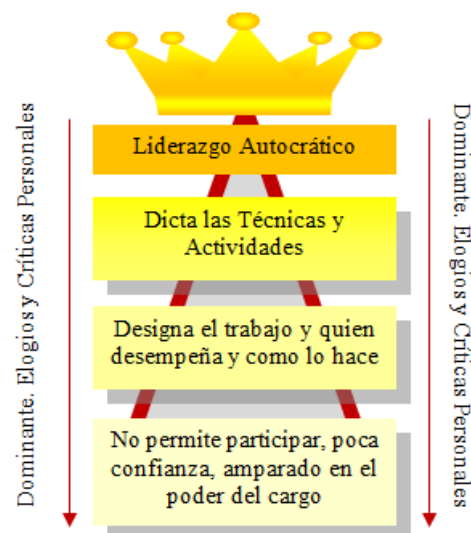 Dominante. Elogios y Críticas Personales
Liderazgo Autocrático
Dicta las Técnicas y
Actividades
Designa el trabajo y quien
desempeña y como lo hace
No permite participar, poca
confianza, amparado en el
poder del cargo
Dominante. Elogios y Críticas Personales